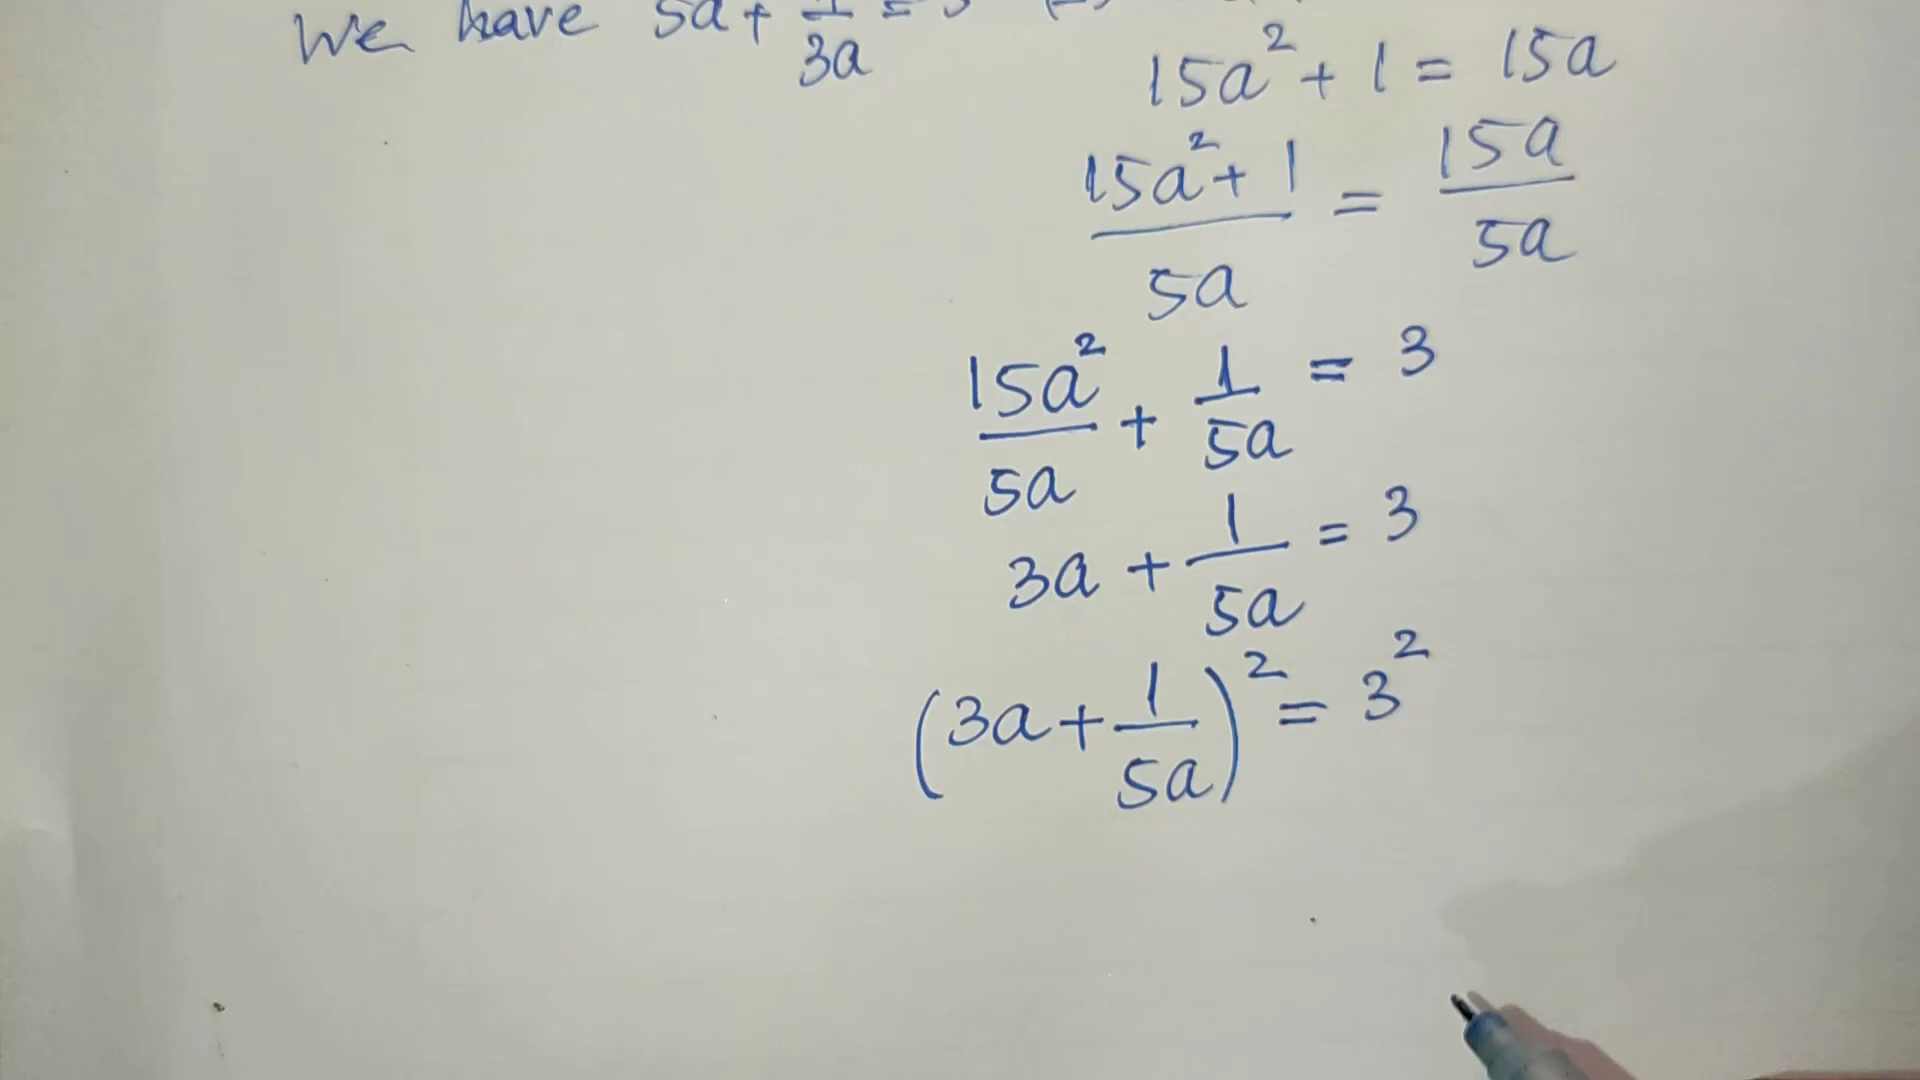 We have 5a + 1/3a =
15a² + 1 = 15a
(15a² + 1)/5a = 15a/5a
15a²/5a + 1/5a = 3
3a + 1/5a = 3
(3a + 1/5a)² = 3²